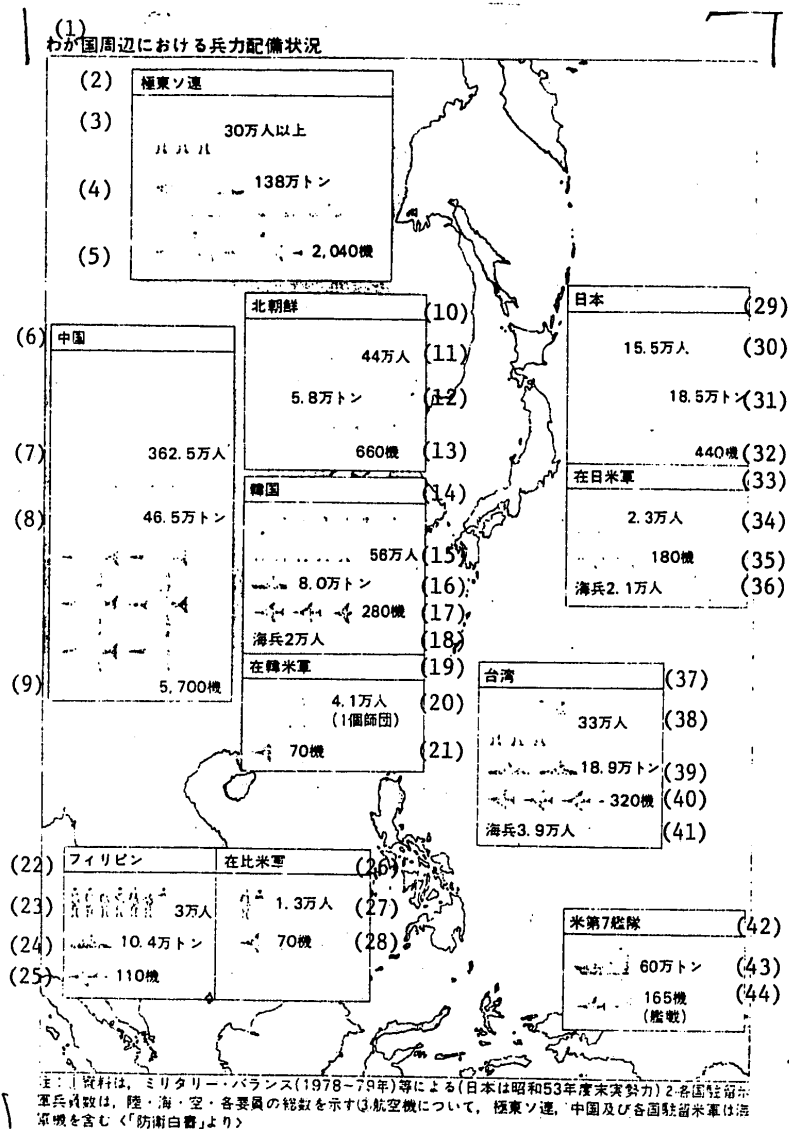 (1)
わが国周辺における兵力配備状況
(2) 極東ソ連
(3) 30万人以上
(4) 138万トン
(5) 2,040機
(6) 中国
(7) 362.5万人
(8) 46.5万トン
(9) 5,700機
北朝鮮 (10)
44万人 (11)
5.8万トン (12)
660機 (13)
韓国 (14)
56万人 (15)
8.0万トン (16)
280機 (17)
海兵2万人 (18)
在韓米軍 (19)
4.1万人 (20)
(1個師団)
70機 (21)
(22) フィリピン
(23) 3万人
(24) 10.4万トン
(25) 110機
在比米軍 (26)
1.3万人 (27)
70機 (28)
日本 (29)
15.5万人 (30)
18.5万トン (31)
440機 (32)
在日米軍 (33)
2.3万人 (34)
180機 (35)
海兵2.1万人 (36)
台湾 (37)
33万人 (38)
18.9万トン (39)
320機 (40)
海兵3.9万人 (41)
米第7艦隊 (42)
60万トン (43)
165機 (44)
(艦戦)
注:1資料は,ミリタリー・バランス(1978~79年)等による(日本は昭和53年度末実勢力)2各国駐留
軍兵員数は,陸・海・空・各要員の総数を示す3航空機について,極東ソ連,中国及び各国駐留米軍は海
軍機を含む〈「防衛白書」より〉